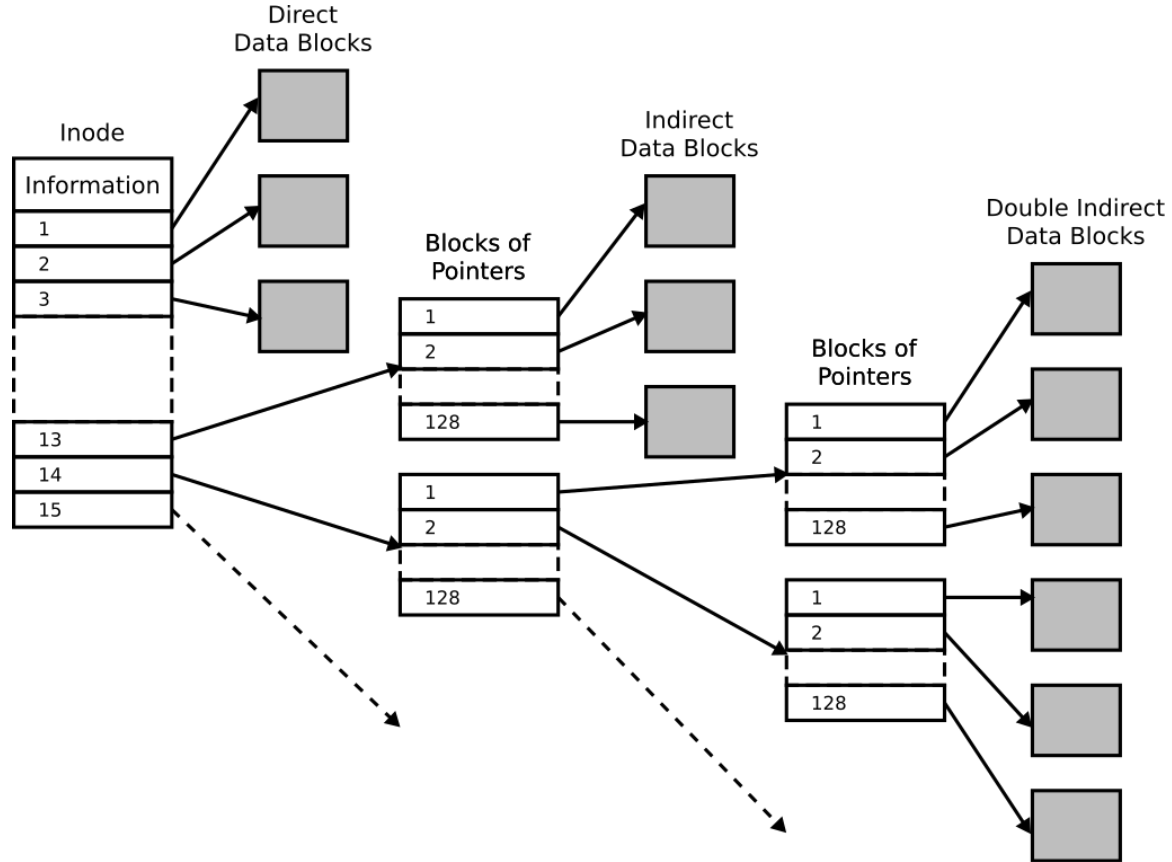 Direct
Data Blocks
Inode
Information
1
2
3
13
14
15
Blocks of
Pointers
1
2
128
1
2
128
Indirect
Data Blocks
Blocks of
Pointers
1
2
128
1
2
128
Double Indirect
Data Blocks